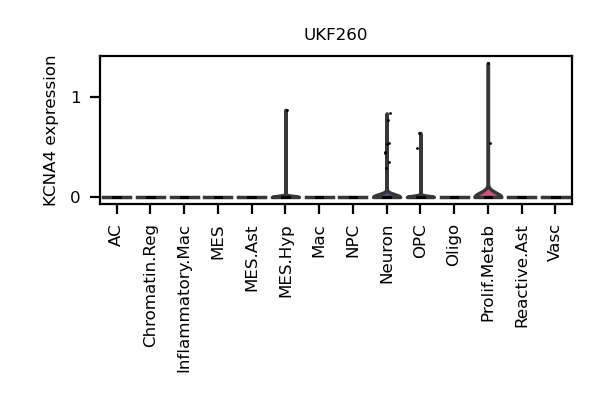 UKF260
KCNA4 expression
1
0
AC
Chromatin.Reg
Inflammatory.Mac
MES
MES.Ast
MES.Hyp
Mac
NPC
Neuron
OPC
Oligo
Prolif.Metab
Reactive.Ast
Vasc